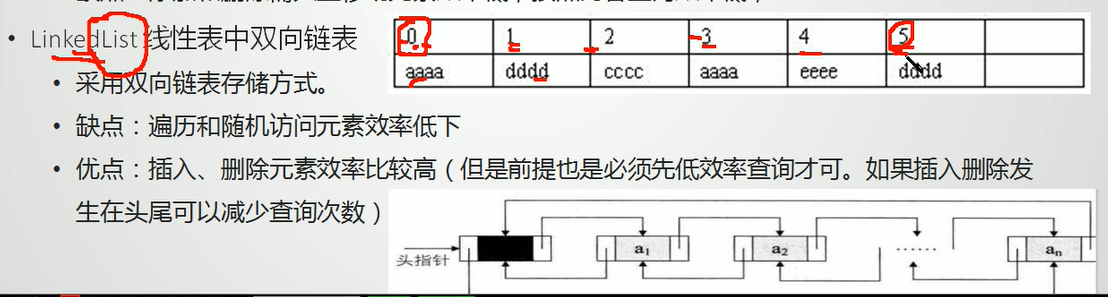 • LinkedList 线性表中双向链表
• 采用双向链表存储方式。
• 缺点：遍历和随机访问元素效率低下
• 优点：插入、删除元素效率比较高（但是前提也是必须先低效率查询才可。如果插入删除发
生在头尾可以减少查询次数）
0 1 2 3 4 5
aaaa dddd cccc aaaa eeee dddd
头指针 a1 a2 …… an